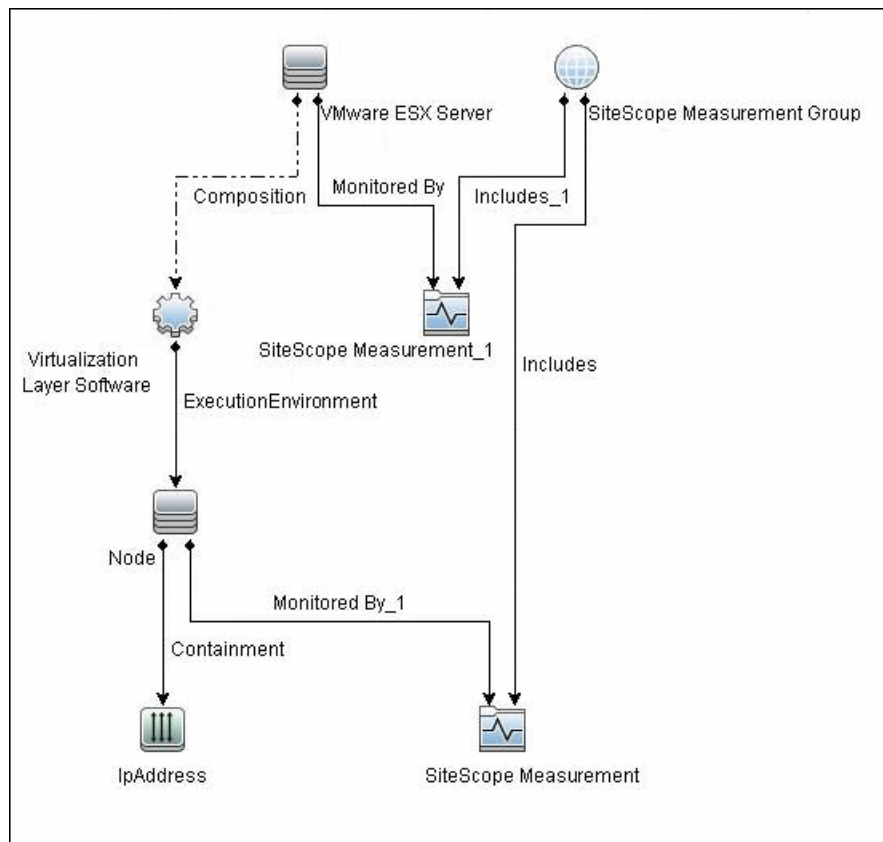 VMware ESX Server
SiteScope Measurement Group
Monitored By
Composition
Includes_1
SiteScope Measurement_1
Virtualization
Layer Software
Includes
ExecutionEnvironment
Node
Monitored By_1
Containment
IpAddress
SiteScope Measurement